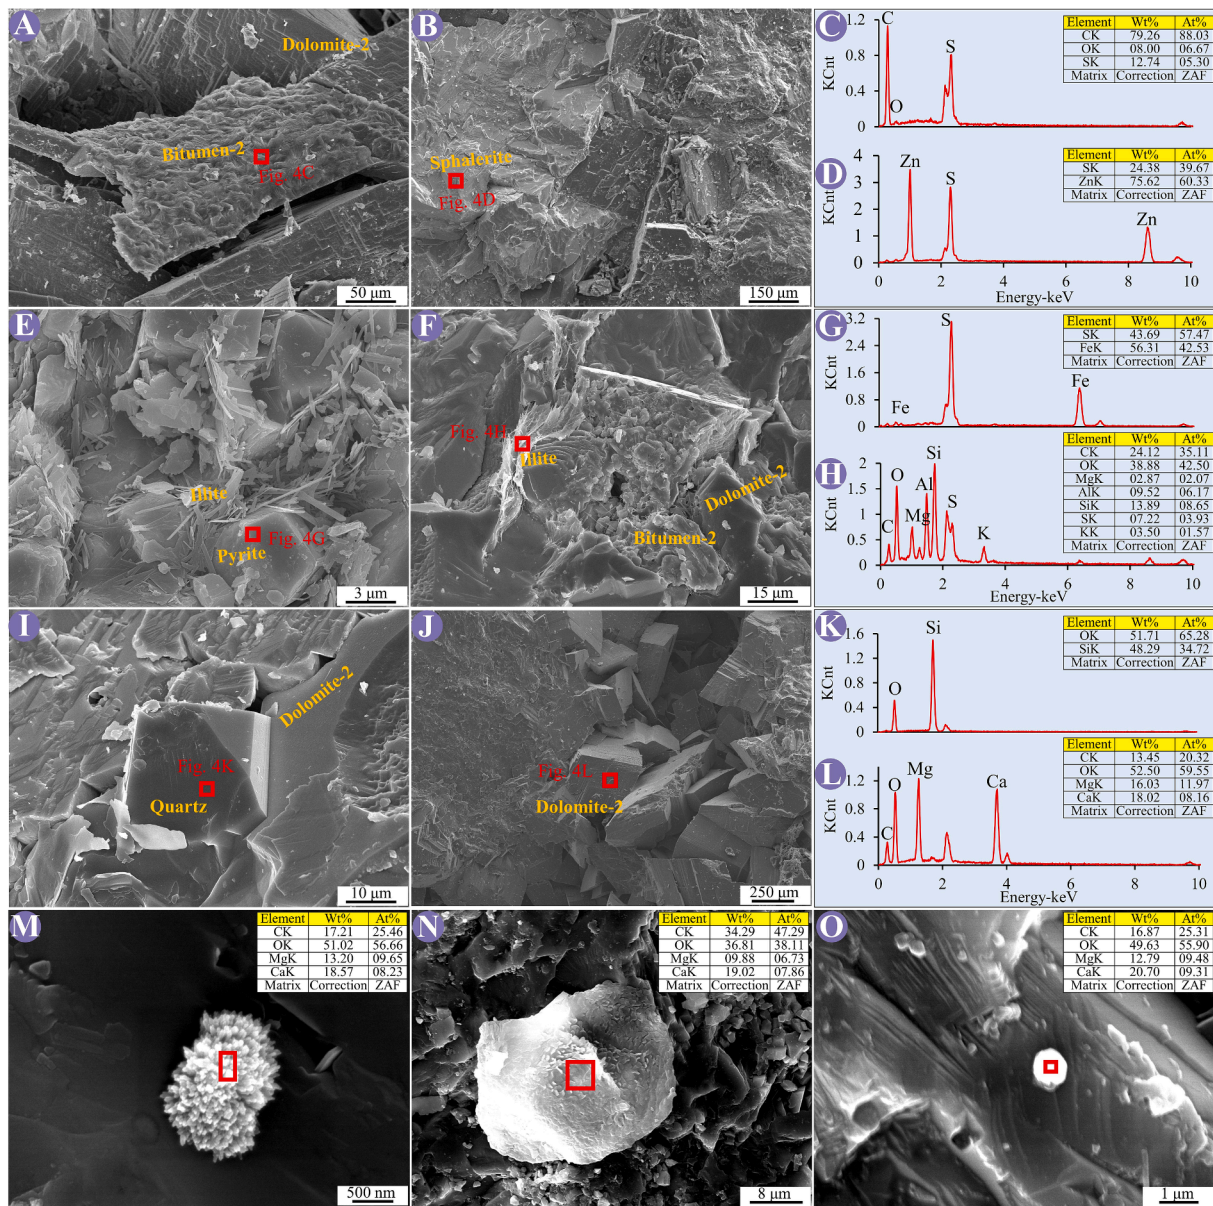 A
Dolomite-2
Bitumen-2
Fig. 4C
50 μm
B
Sphalerite
Fig. 4D
150 μm
C
KCnt
1.2
0.8
0.4
0
C
O
S
Element Wt% At%
CK 79.26 88.03
OK 08.00 06.67
SK 12.74 05.30
Matrix Correction ZAF
D
KCnt
4
3
2
1
0
Zn
S
Zn
Element Wt% At%
SK 24.38 39.67
ZnK 75.62 60.33
Matrix Correction ZAF
0 2 4 6 8 10
Energy-keV
E
Illite
Pyrite
Fig. 4G
3 μm
F
Fig. 4H
Illite
Dolomite-2
Bitumen-2
15 μm
G
KCnt
3.2
2.4
1.6
0.8
0
Fe
S
Fe
Element Wt% At%
SK 43.69 57.47
FeK 56.31 42.53
Matrix Correction ZAF
H
KCnt
2
1.5
1
0.5
0
C
O
Mg
Al
Si
S
K
Element Wt% At%
CK 24.12 35.11
OK 38.88 42.50
MgK 02.87 02.07
AlK 09.52 06.17
SiK 13.89 08.65
SK 07.22 03.93
KK 03.50 01.57
Matrix Correction ZAF
0 2 4 6 8 10
Energy-keV
I
Dolomite-2
Fig. 4K
Quartz
10 μm
J
Fig. 4L
Dolomite-2
250 μm
K
KCnt
1.6
1.2
0.8
0.4
0
O
Si
Element Wt% At%
OK 51.71 65.28
SiK 48.29 34.72
Matrix Correction ZAF
L
KCnt
1.2
0.8
0.4
0
C
O
Mg
Ca
Element Wt% At%
CK 13.45 20.32
OK 52.50 59.55
MgK 16.03 11.97
CaK 18.02 08.16
Matrix Correction ZAF
0 2 4 6 8 10
Energy-keV
M
Element Wt% At%
CK 17.21 25.46
OK 51.02 56.66
MgK 13.20 09.65
CaK 18.57 08.23
Matrix Correction ZAF
500 nm
N
Element Wt% At%
CK 34.29 47.29
OK 36.81 38.11
MgK 09.88 06.73
CaK 19.02 07.86
Matrix Correction ZAF
8 μm
O
Element Wt% At%
CK 16.87 25.31
OK 49.63 55.90
MgK 12.79 09.48
CaK 20.70 09.31
Matrix Correction ZAF
1 μm